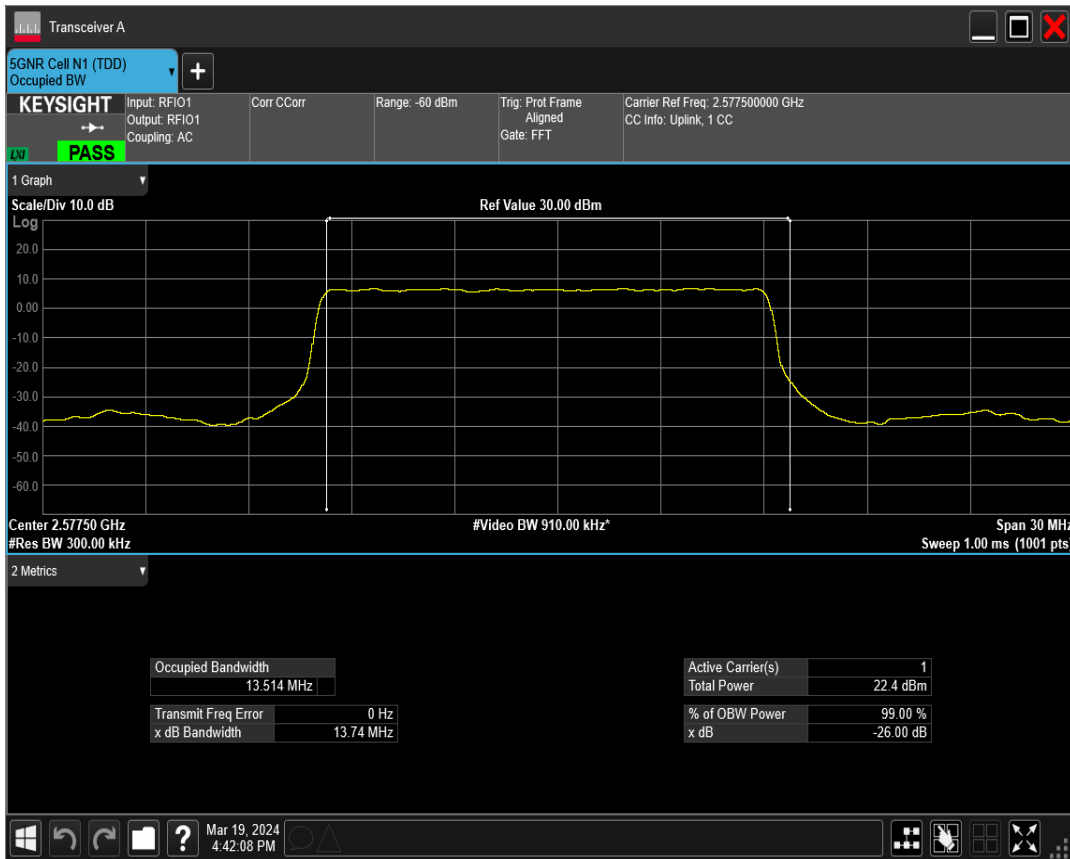 Transceiver A
5GNR Cell N1 (TDD)
Occupied BW
KEYSIGHT
LXI
PASS
Input: RFIO1
Output: RFIO1
Coupling: AC
Corr CCorr
Range: -60 dBm
Trig: Prot Frame
Aligned
Gate: FFT
Carrier Ref Freq: 2.577500000 GHz
CC Info: Uplink, 1 CC
1 Graph
Scale/Div 10.0 dB
Ref Value 30.00 dBm
Log
20.0
10.0
0.00
-10.0
-20.0
-30.0
-40.0
-50.0
-60.0
Center 2.57750 GHz
#Video BW 910.00 kHz*
Span 30 MHz
#Res BW 300.00 kHz
Sweep 1.00 ms (1001 pts)
2 Metrics
Occupied Bandwidth
13.514 MHz
Transmit Freq Error 0 Hz
x dB Bandwidth 13.74 MHz
Active Carrier(s) 1
Total Power 22.4 dBm
% of OBW Power 99.00 %
x dB -26.00 dB
?
Mar 19, 2024
4:42:08 PM